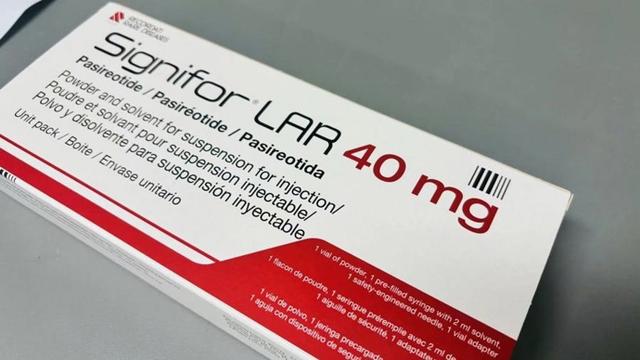 RECORDATI
RARE DISEASES
Signifor® LAR 40 mg
Pasireotide / Pasiréotide / Pasireotida
Powder and solvent for suspension for injection/
Poudre et solvant pour suspension injectable/
Polvo y disolvente para suspensión inyectable
Unit pack / Boîte / Envase unitario
1 vial of powder, 1 pre-filled syringe with 2 ml solvent,
1 safety-engineered needle, 1 vial adapter
1 flacon de poudre, 1 seringue préremplie avec 2 ml
1 aiguille de sécurité, 1 adaptateur
1 vial de polvo, 1 jeringa precargada
1 aguja con dispositivo de